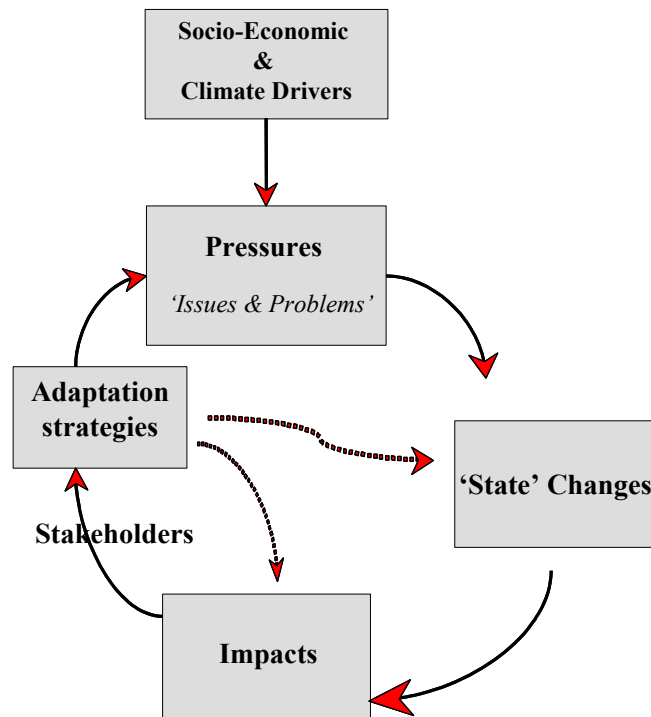 Socio-Economic
&
Climate Drivers
Pressures
‘Issues & Problems’
Adaptation
strategies
‘State’ Changes
Stakeholders
Impacts